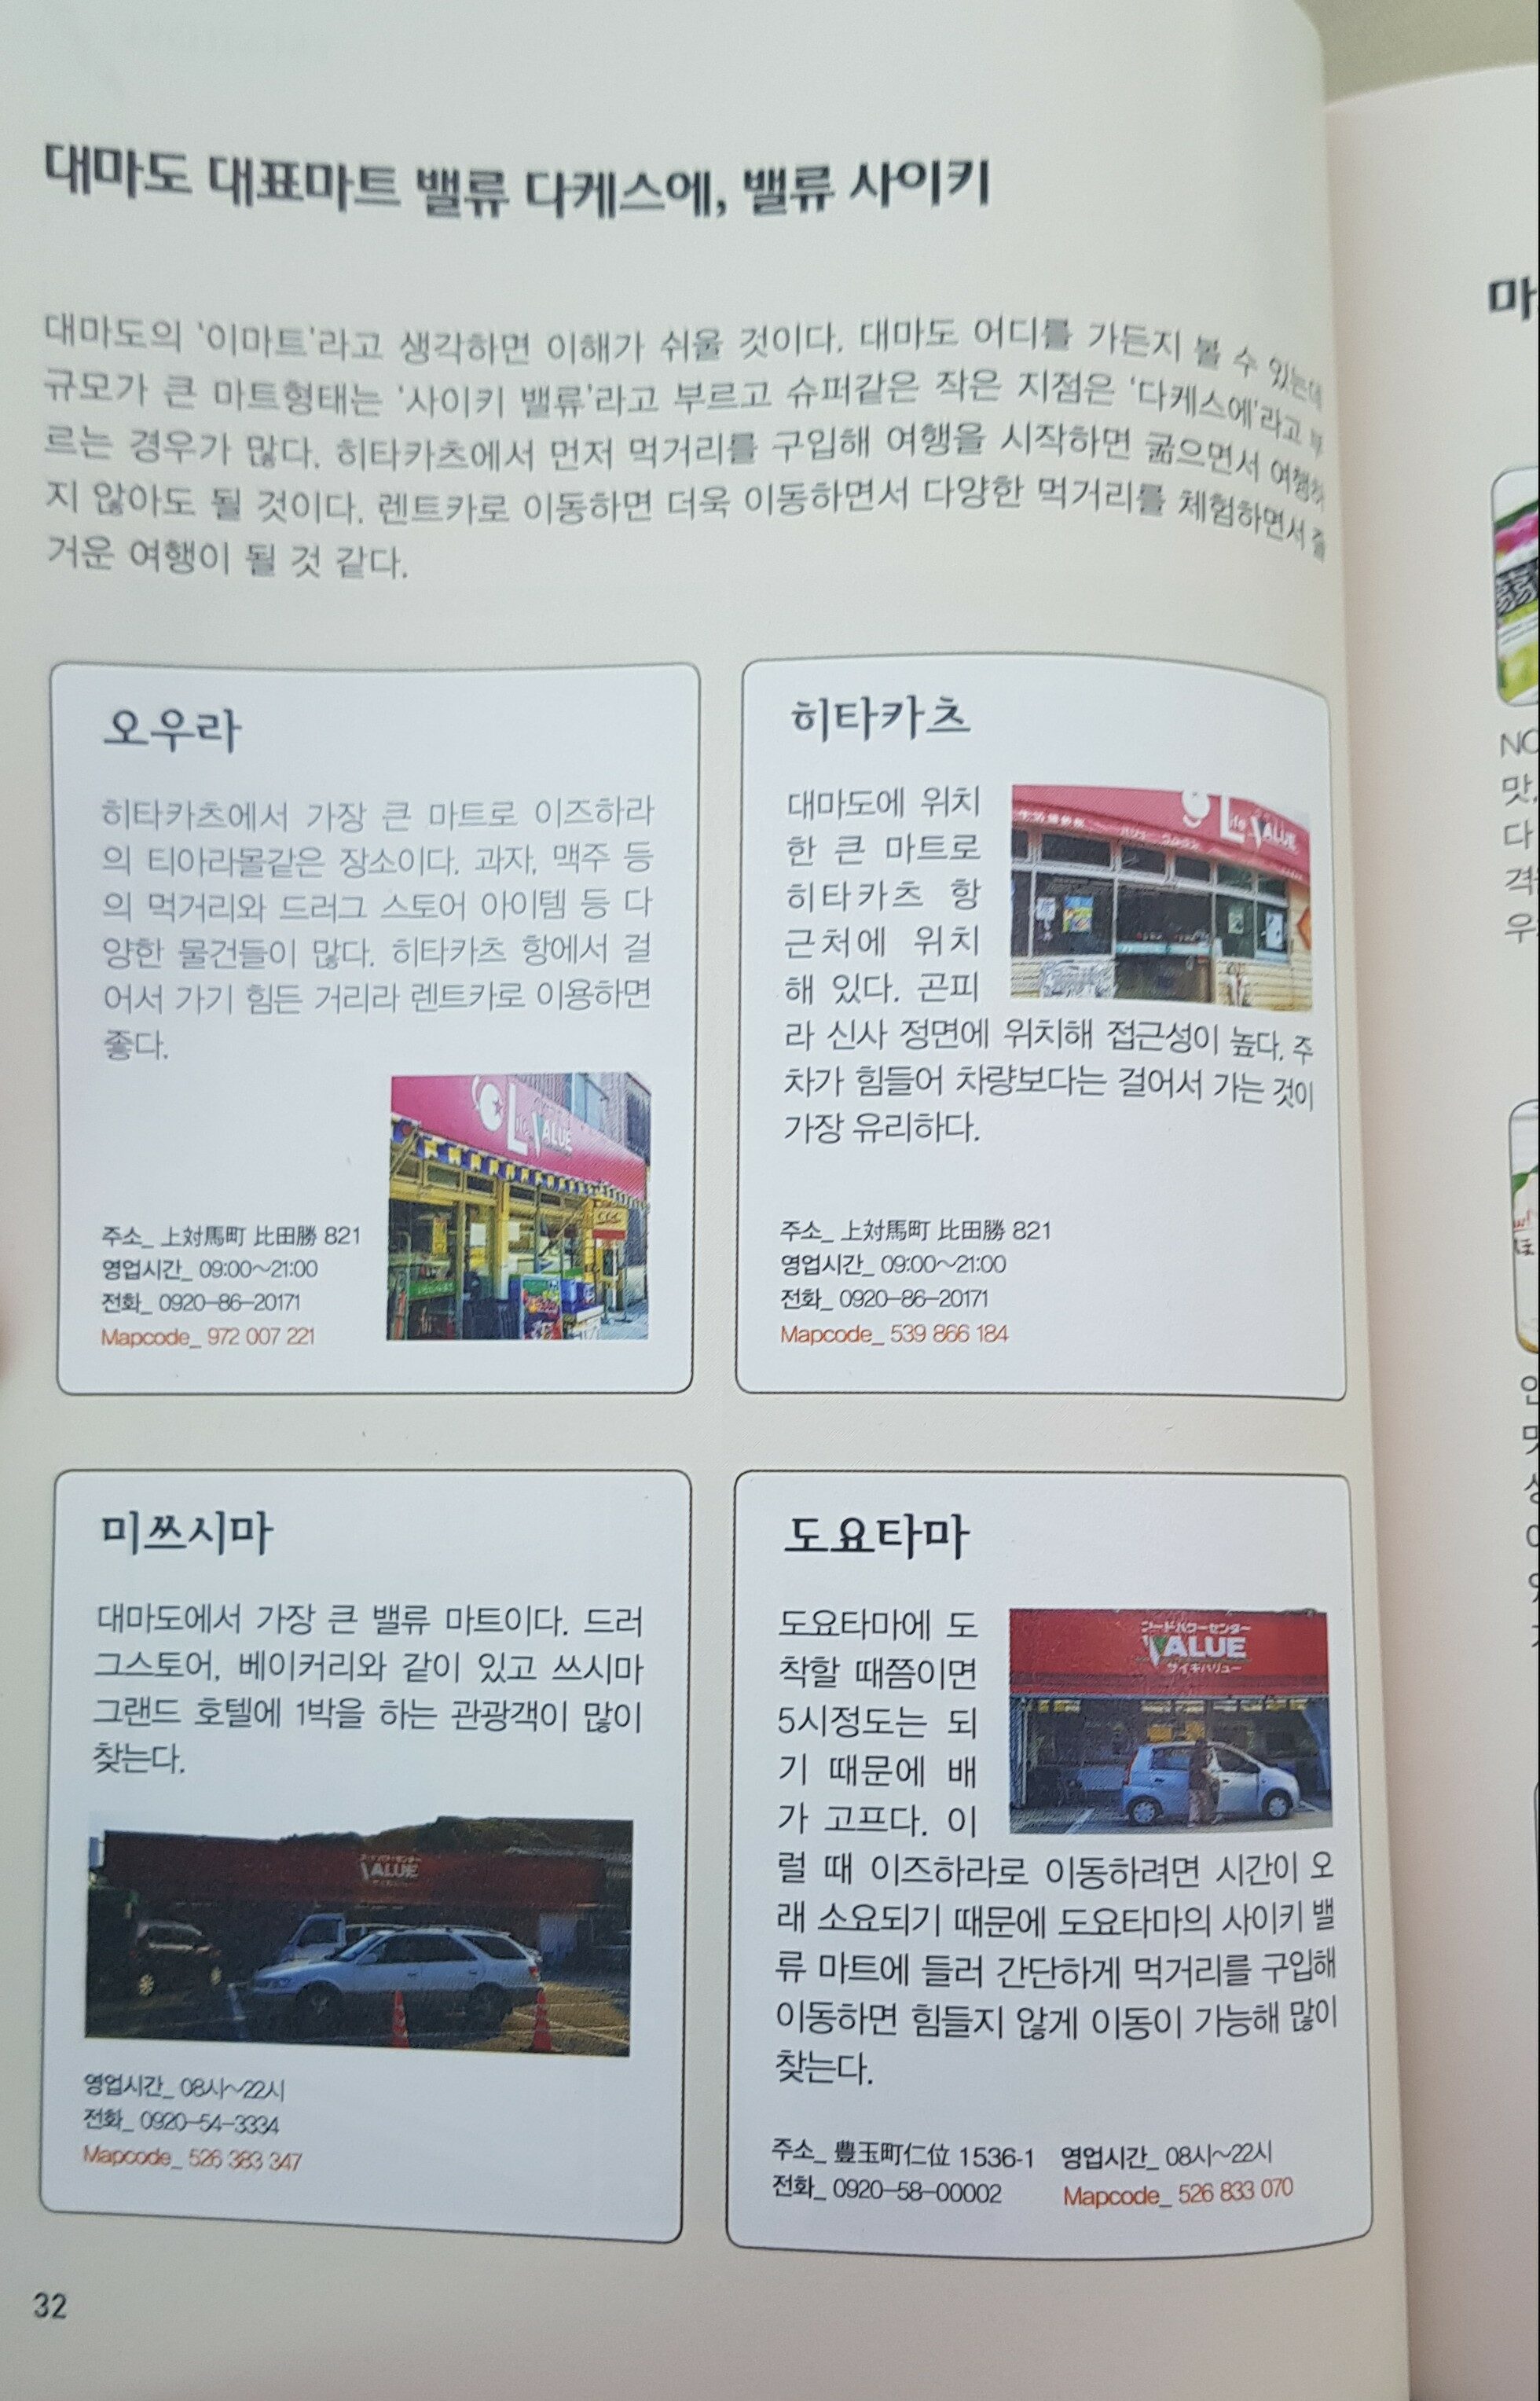 대마도 대표마트 밸류 다케스에, 밸류 사이키
대마도의 '이마트'라고 생각하면 이해가 쉬울 것이다. 대마도 어디를 가든지 볼 수 있는데
규모가 큰 마트형태는 '사이키 밸류'라고 부르고 슈퍼같은 작은 지점은 '다케스에'라고 부
르는 경우가 많다. 히타카츠에서 먼저 먹거리를 구입해 여행을 시작하면 굶으면서 여행하
지 않아도 될 것이다. 렌트카로 이동하면 더욱 이동하면서 다양한 먹거리를 체험하면서 즐
거운 여행이 될 것 같다.
오우라
히타카츠에서 가장 큰 마트로 이즈하라
의 티아라몰같은 장소이다. 과자, 맥주 등
의 먹거리와 드러그 스토어 아이템 등 다
양한 물건들이 많다. 히타카츠 항에서 걸
어서 가기 힘든 거리라 렌트카로 이용하면
좋다.
Life VALUE
주소_ 上対馬町 比田勝 821
영업시간_ 09:00~21:00
전화_ 0920-86-20171
Mapcode_ 972 007 221
히타카츠
대마도에 위치
한 큰 마트로
히타카츠 항
근처에 위치
해 있다. 곤피
라 신사 정면에 위치해 접근성이 높다. 주
차가 힘들어 차량보다는 걸어서 가는 것이
가장 유리하다.
Life VALUE
주소_ 上対馬町 比田勝 821
영업시간_ 09:00~21:00
전화_ 0920-86-20171
Mapcode_ 539 866 184
미쓰시마
대마도에서 가장 큰 밸류 마트이다. 드러
그스토어, 베이커리와 같이 있고 쓰시마
그랜드 호텔에 1박을 하는 관광객이 많이
찾는다.
VALUE
영업시간_ 08시~22시
전화_ 0920-54-3334
Mapcode_ 526 383 347
도요타마
도요타마에 도
착할 때쯤이면
5시정도는 되
기 때문에 배
가 고프다. 이
럴 때 이즈하라로 이동하려면 시간이 오
래 소요되기 때문에 도요타마의 사이키 밸
류 마트에 들러 간단하게 먹거리를 구입해
이동하면 힘들지 않게 이동이 가능해 많이
찾는다.
フードパワーセンター
VALUE
サイキバリュー
주소_ 豊玉町仁位 1536-1 영업시간_ 08시~22시
전화_ 0920-58-00002 Mapcode_ 526 833 070
32